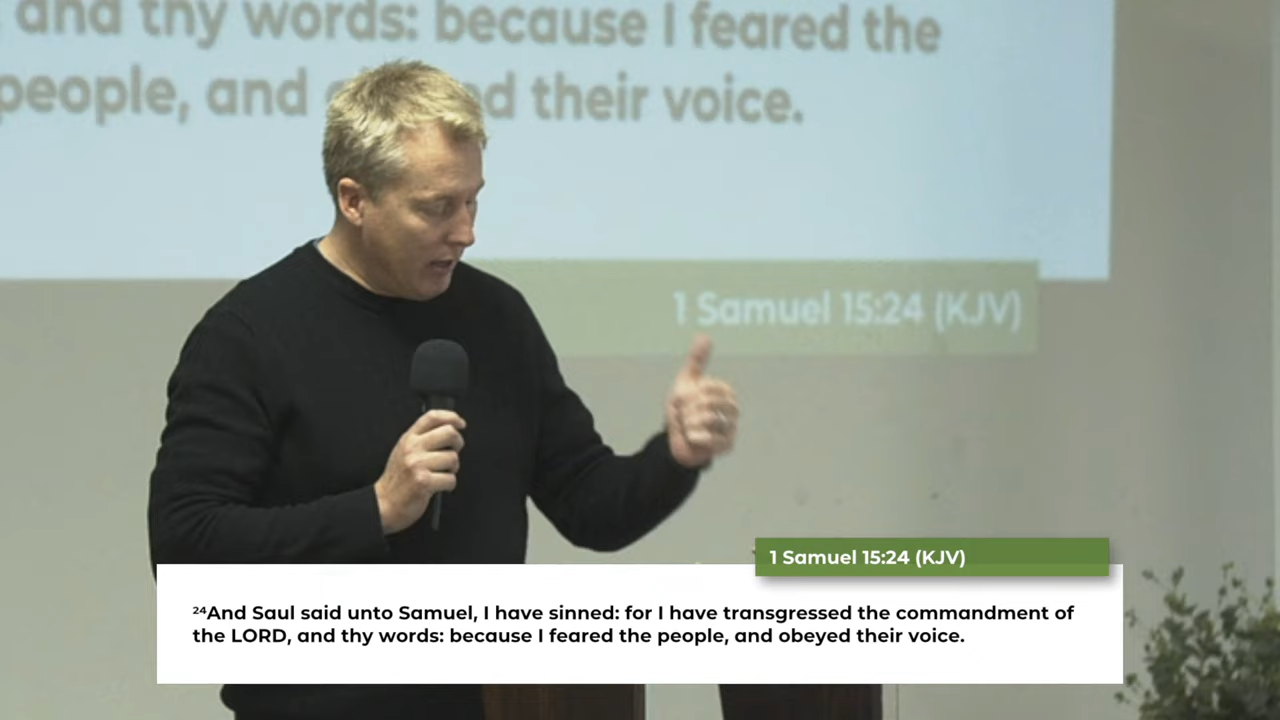 and thy words: because I feared the
people, and ed their voice.
1 Samuel 15:24 (KJV)
1 Samuel 15:24 (KJV)
²⁴And Saul said unto Samuel, I have sinned: for I have transgressed the commandment of
the LORD, and thy words: because I feared the people, and obeyed their voice.